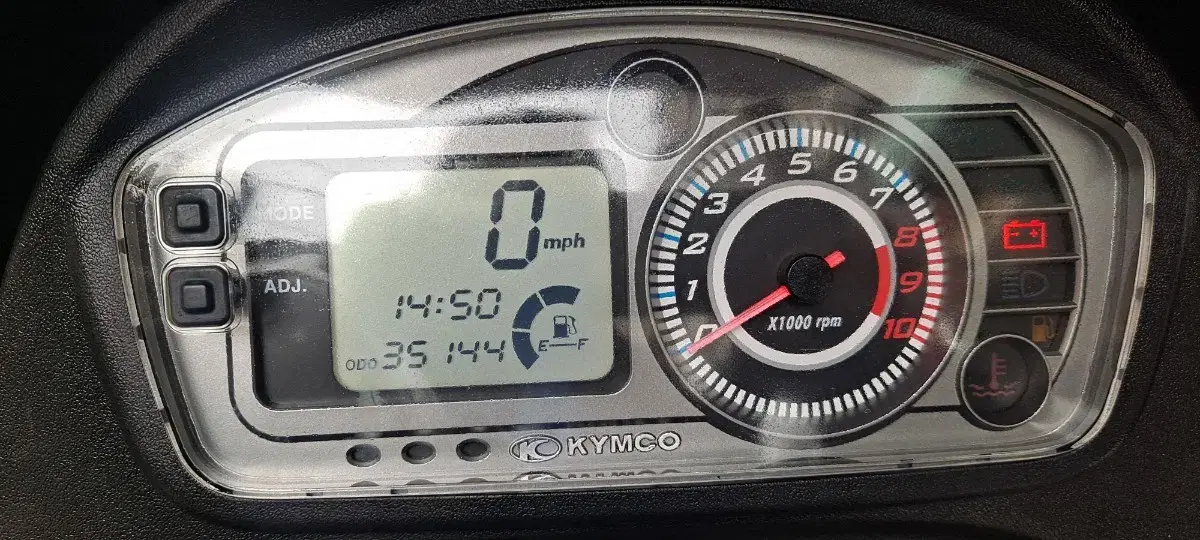 MODE
ADJ.
0 mph
14:50
E F
ODO 35144
0 1 2 3 4 5 6 7 8 9 10
X1000 rpm
KYMCO